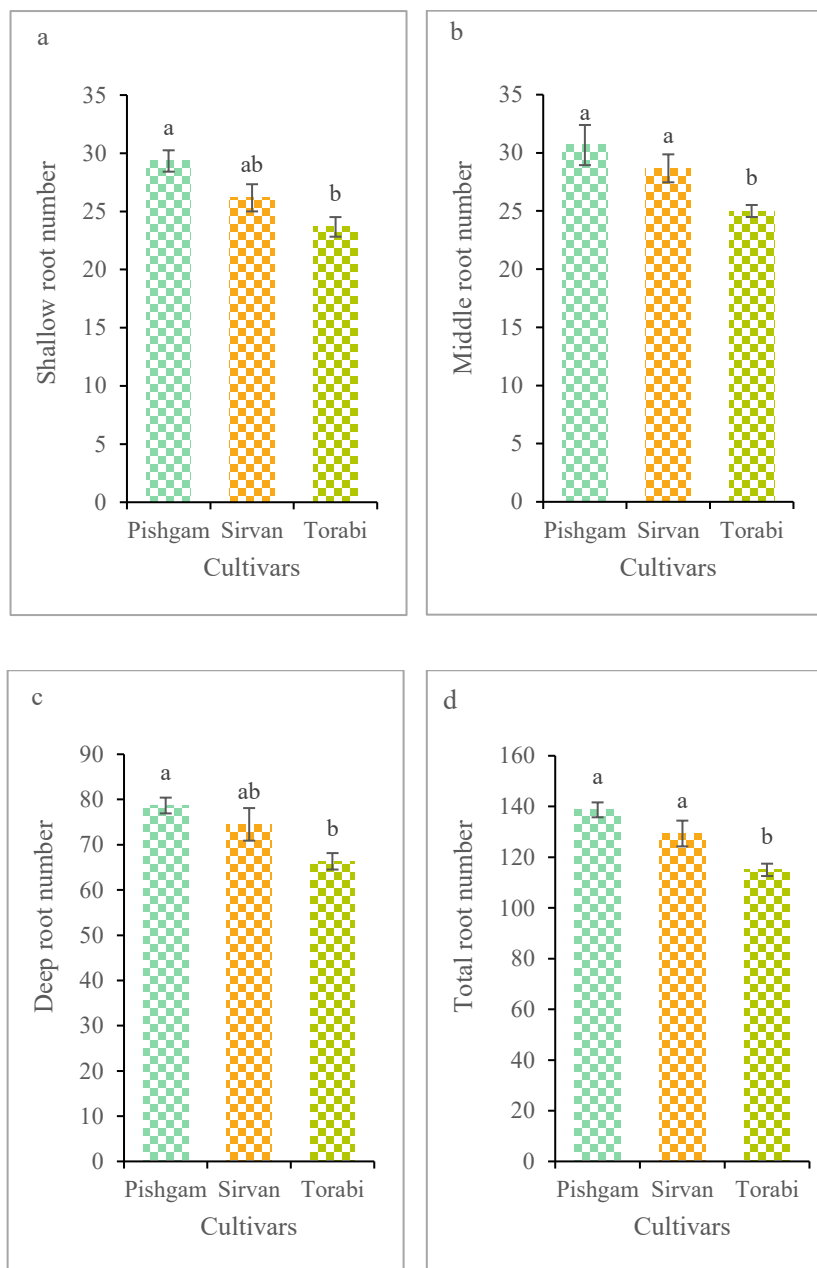 a
Shallow root number
35
30
25
20
15
10
5
0
a
ab
b
Pishgam Sirvan Torabi
Cultivars
b
Middle root number
35
30
25
20
15
10
5
0
a
a
b
Pishgam Sirvan Torabi
Cultivars
c
Deep root number
90
80
70
60
50
40
30
20
10
0
a
ab
b
Pishgam Sirvan Torabi
Cultivars
d
Total root number
160
140
120
100
80
60
40
20
0
a
a
b
Pishgam Sirvan Torabi
Cultivars